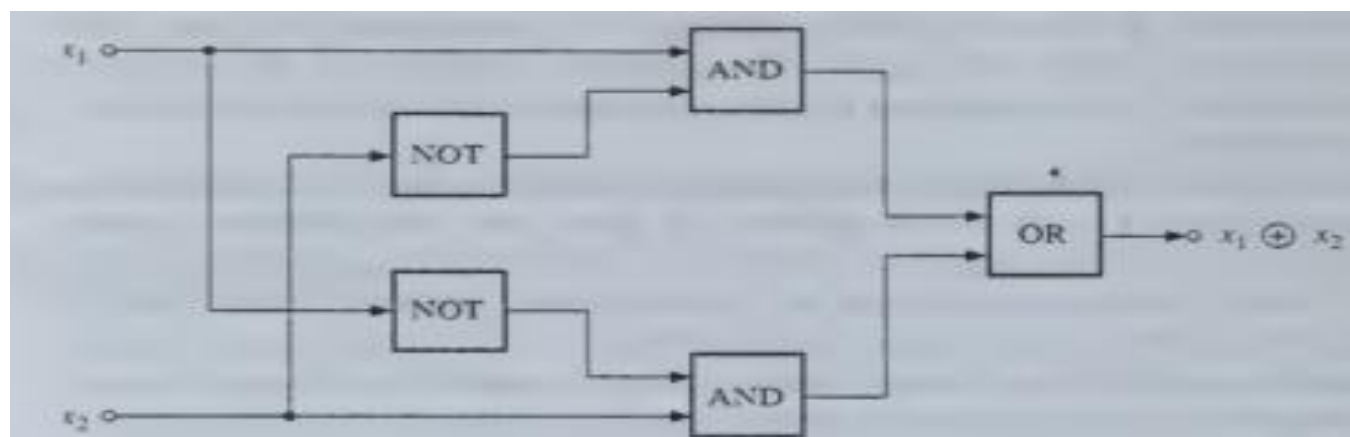 x₁
AND
NOT
OR
x₁ ⊕ x₂
NOT
AND
x₂